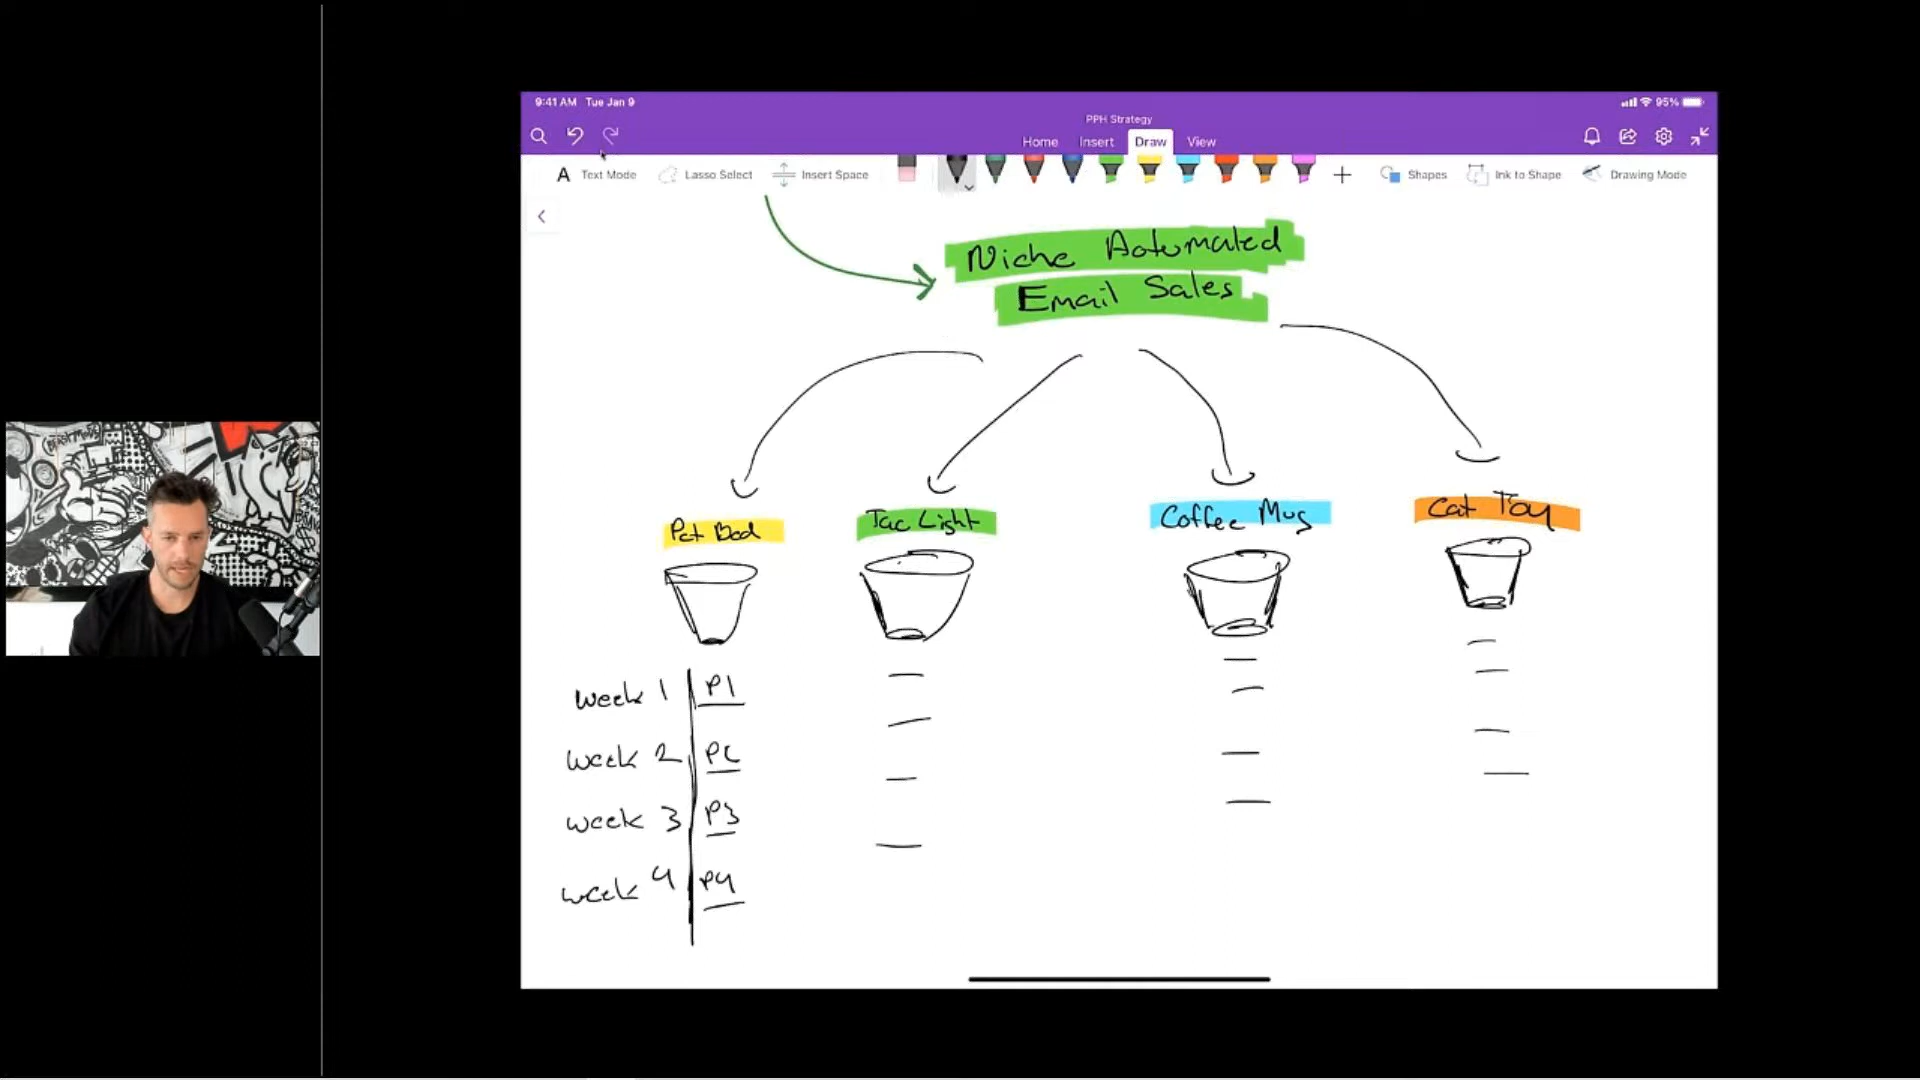 9:41 AM Tue Jan 9
95%
PPH Strategy
Home Insert Draw View
A Text Mode Lasso Select Insert Space Shapes Ink to Shape Drawing Mode
Niche Automated
Email Sales
Pet Bed Tac Light Coffee Mug Cat Toy
week 1 P1
week 2 P2
week 3 P3
week 4 P4